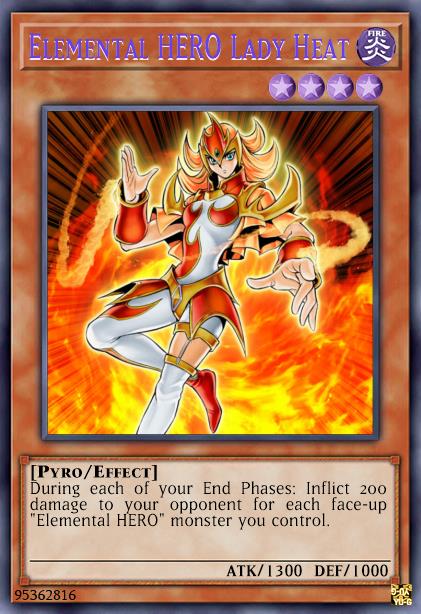 Elemental HERO Lady Heat
FIRE
炎
[Pyro/Effect]
During each of your End Phases: Inflict 200
damage to your opponent for each face-up
"Elemental HERO" monster you control.
ATK/1300 DEF/1000
95362816